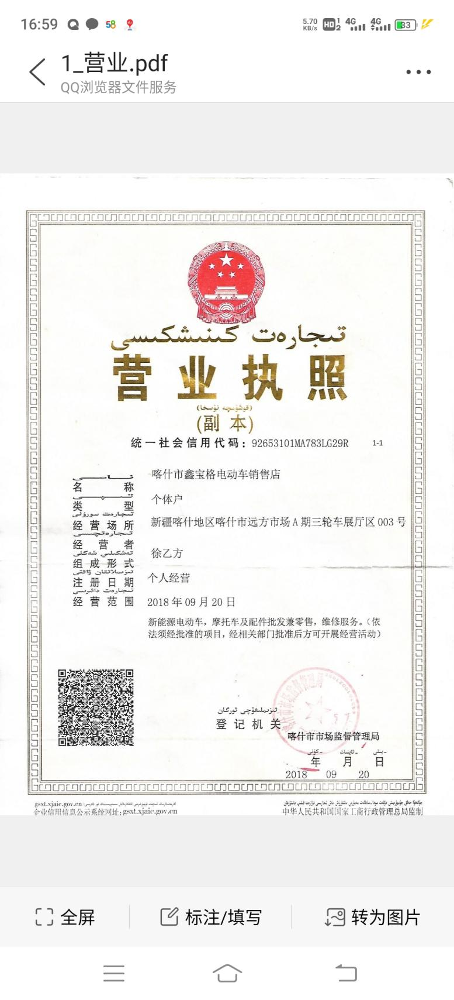 16:59
58
5.70 KB/s HD 1 2 4G 4G 33
1_营业.pdf
QQ浏览器文件服务
تىجارەت كىنىشكىسى
营业执照
(قوشۇمچە نۇسخا)
(副 本)
统一社会信用代码: 92653101MA783LG29R 1-1
名 称 喀什市鑫宝格电动车销售店
تىپى
类 型 个体户
تىجارەت سورۇنى
经营场所 新疆喀什地区喀什市远方市场A期三轮车展厅区003号
تىجارەتچىسى
经 营 者 徐乙方
تەشكىلىي شەكلى
组成形式 个人经营
تىزىملاتقان ۋاقتى
注册日期 2018年09月20日
تىجارەت دائىرىسى
经营范围
新能源电动车，摩托车及配件批发兼零售，维修服务。（依
法须经批准的项目，经相关部门批准后方可开展经营活动）
تىزىملىغۇچى ئورگان
登记机关
喀什市市场监督管理局
يىلى ئاينىڭ كۈنى
年 月 日
2018 09 20
gsxt.xjaic.gov.cn
企业信用信息公示系统网址: gsxt.xjaic.gov.cn
中华人民共和国国家工商行政管理总局监制
全屏
标注/填写
转为图片